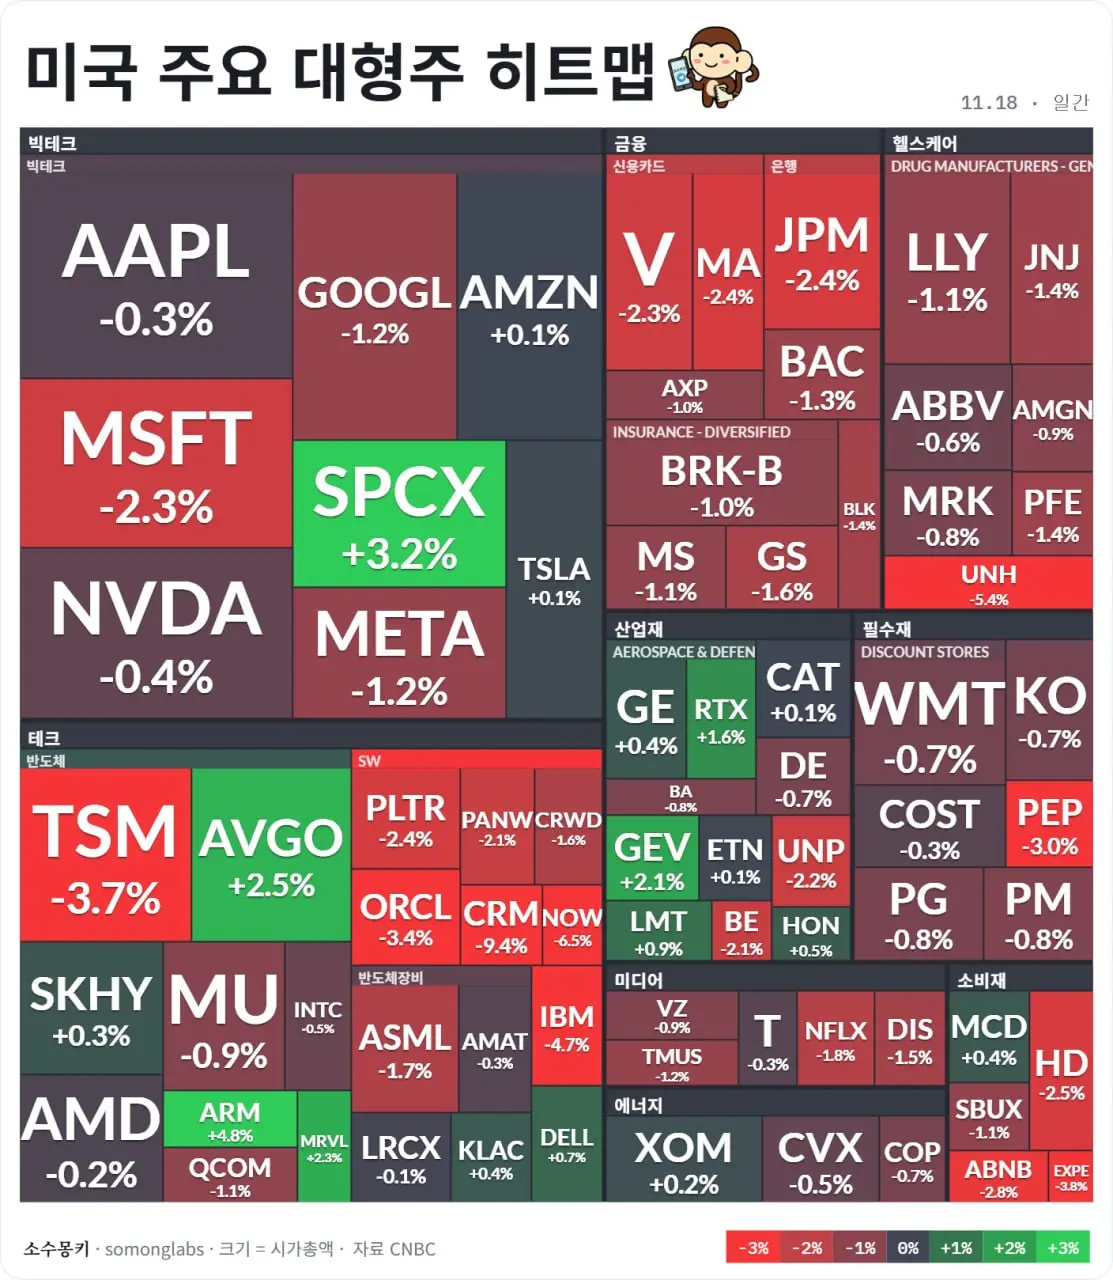 미국 주요 대형주 히트맵
11.18 · 일간
빅테크
빅테크
AAPL
-0.3%
MSFT
-2.3%
NVDA
-0.4%
GOOGL
-1.2%
AMZN
+0.1%
SPCX
+3.2%
META
-1.2%
TSLA
+0.1%
금융
신용카드
V
-2.3%
MA
-2.4%
AXP
-1.0%
은행
JPM
-2.4%
BAC
-1.3%
INSURANCE - DIVERSIFIED
BRK-B
-1.0%
BLK
-1.4%
MS
-1.1%
GS
-1.6%
헬스케어
DRUG MANUFACTURERS - GEN
LLY
-1.1%
JNJ
-1.4%
ABBV
-0.6%
AMGN
-0.9%
MRK
-0.8%
PFE
-1.4%
UNH
-5.4%
테크
반도체
TSM
-3.7%
AVGO
+2.5%
SKHY
+0.3%
MU
-0.9%
INTC
-0.5%
AMD
-0.2%
ARM
+4.8%
QCOM
-1.1%
MRVL
+2.3%
SW
PLTR
-2.4%
PANW
-2.1%
CRWD
-1.6%
ORCL
-3.4%
CRM
-9.4%
NOW
-6.5%
반도체장비
ASML
-1.7%
AMAT
-0.3%
LRCX
-0.1%
KLAC
+0.4%
IBM
-4.7%
DELL
+0.7%
산업재
AEROSPACE & DEFEN
GE
+0.4%
RTX
+1.6%
BA
-0.8%
CAT
+0.1%
DE
-0.7%
GEV
+2.1%
ETN
+0.1%
UNP
-2.2%
LMT
+0.9%
BE
-2.1%
HON
+0.5%
필수재
DISCOUNT STORES
WMT
-0.7%
KO
-0.7%
COST
-0.3%
PEP
-3.0%
PG
-0.8%
PM
-0.8%
미디어
VZ
-0.9%
TMUS
-1.2%
T
-0.3%
NFLX
-1.8%
DIS
-1.5%
소비재
MCD
+0.4%
HD
-2.5%
SBUX
-1.1%
ABNB
-2.8%
EXPE
-3.8%
에너지
XOM
+0.2%
CVX
-0.5%
COP
-0.7%
소수몽키 · somonglabs · 크기 = 시가총액 · 자료 CNBC
-3% -2% -1% 0% +1% +2% +3%